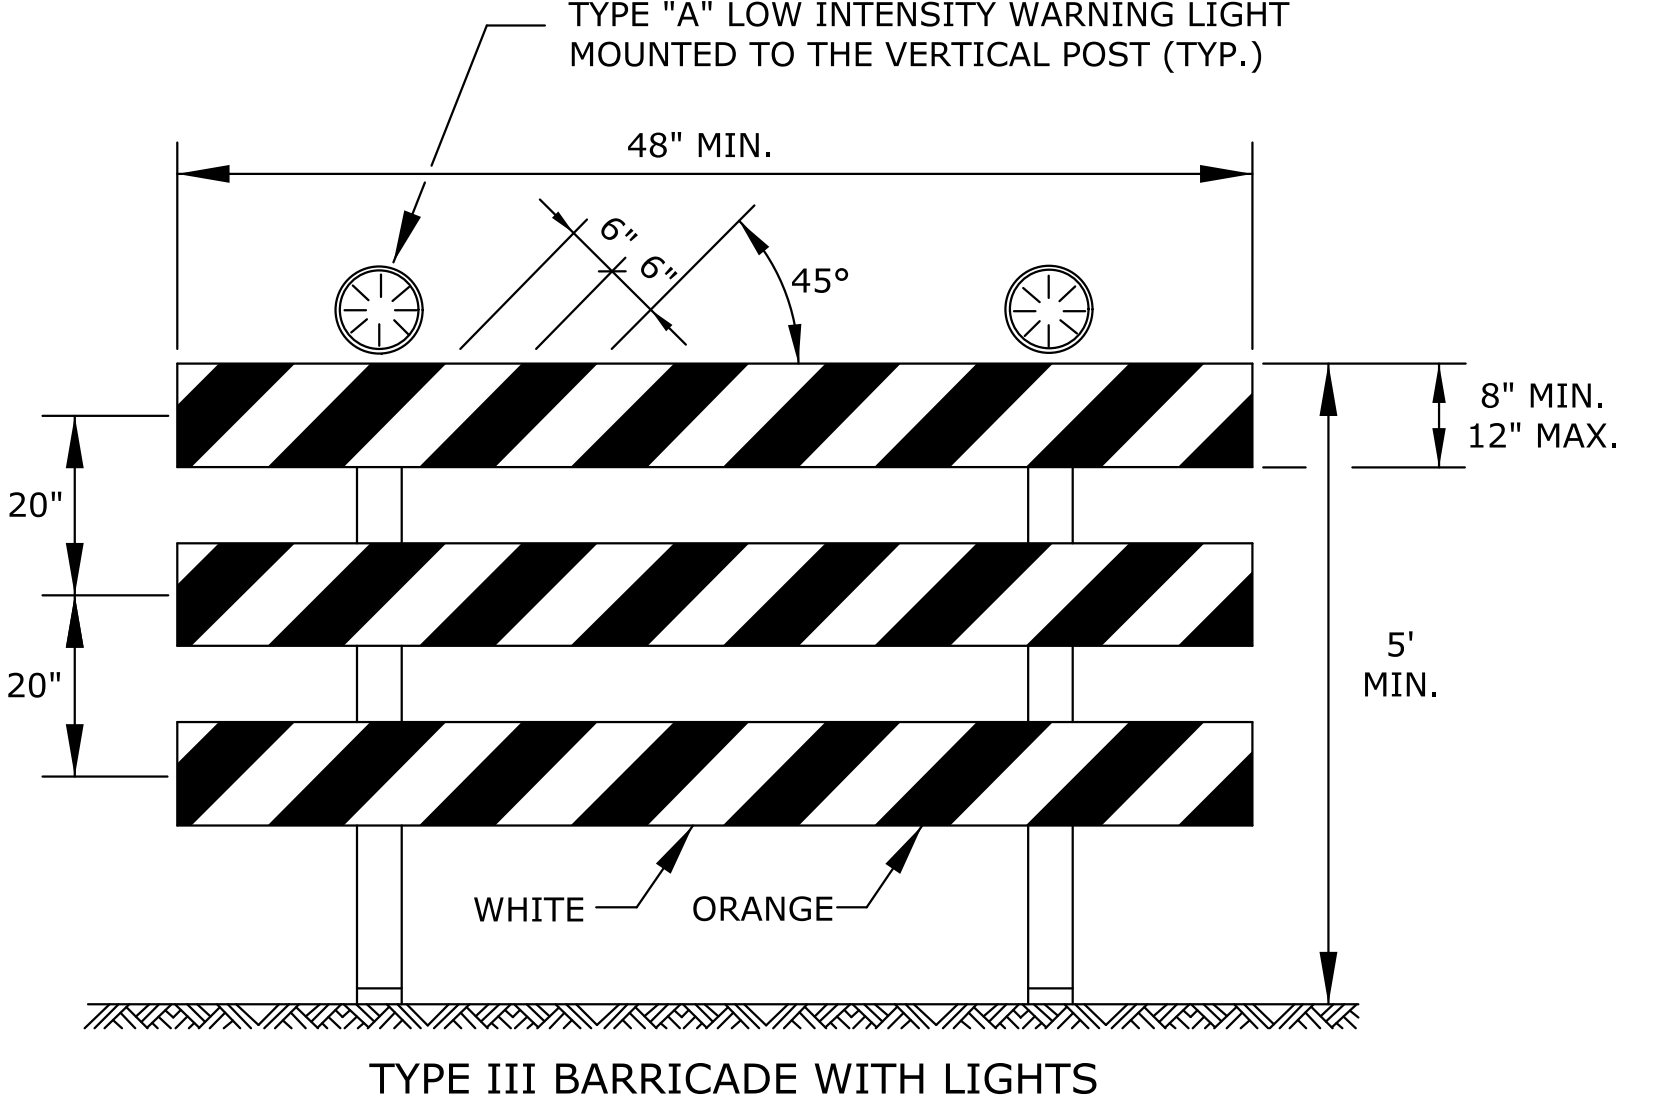 TYPE "A" LOW INTENSITY WARNING LIGHT
MOUNTED TO THE VERTICAL POST (TYP.)
48" MIN.
6"
6"
45°
8" MIN.
12" MAX.
20"
20"
5'
MIN.
WHITE
ORANGE
TYPE III BARRICADE WITH LIGHTS